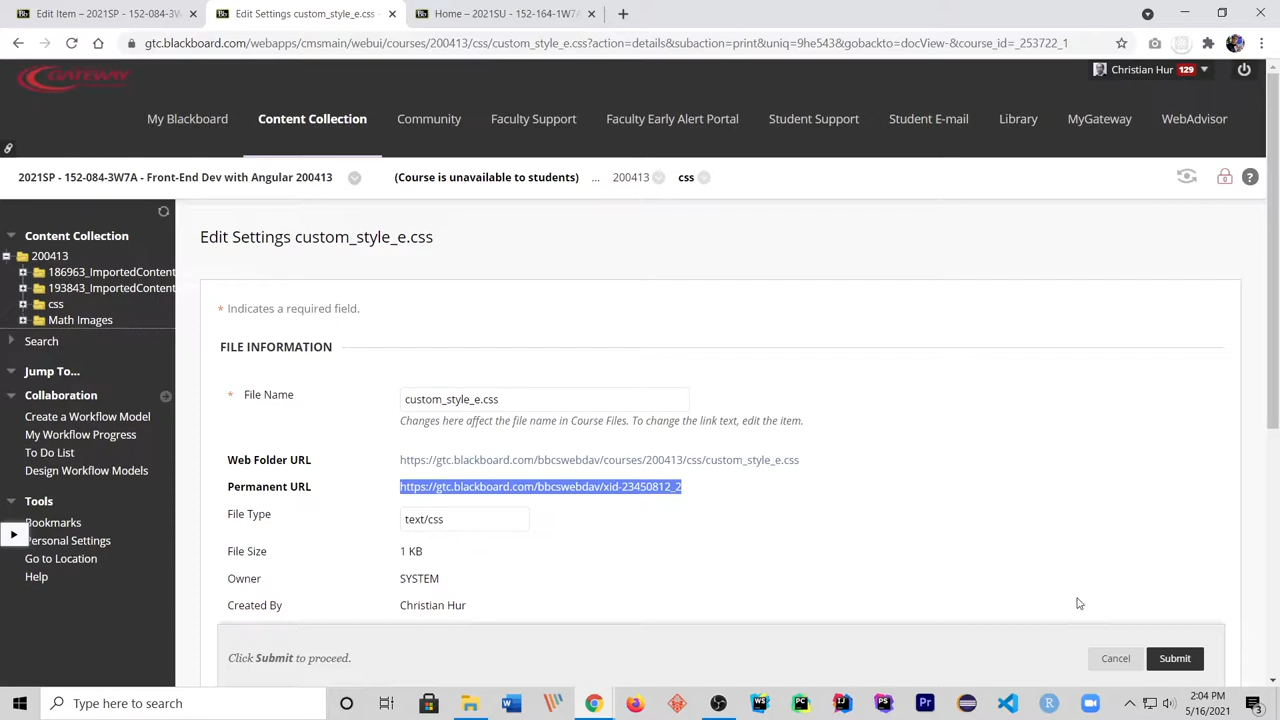 Edit Item – 2021SP - 152-084-3W7
Edit Settings custom_style_e.css -
Home – 2021SU - 152-164-1W7A
gtc.blackboard.com/webapps/cmsmain/webui/courses/200413/css/custom_style_e.css?action=details&subaction=print&uniq=9he543&gobackto=docView-&course_id=_253722_1
GATEWAY
Christian Hur 129
My Blackboard
Content Collection
Community
Faculty Support
Faculty Early Alert Portal
Student Support
Student E-mail
Library
MyGateway
WebAdvisor
2021SP - 152-084-3W7A - Front-End Dev with Angular 200413
(Course is unavailable to students) ... 200413 css
Content Collection
200413
186963_ImportedContent
193843_ImportedContent
css
Math Images
Search
Jump To...
Collaboration
Create a Workflow Model
My Workflow Progress
To Do List
Design Workflow Models
Tools
Bookmarks
ersonal Settings
Go to Location
Help
Edit Settings custom_style_e.css
* Indicates a required field.
FILE INFORMATION
* File Name custom_style_e.css
Changes here affect the file name in Course Files. To change the link text, edit the item.
Web Folder URL https://gtc.blackboard.com/bbcswebdav/courses/200413/css/custom_style_e.css
Permanent URL https://gtc.blackboard.com/bbcswebdav/xid-23450812_2
File Type text/css
File Size 1 KB
Owner SYSTEM
Created By Christian Hur
Click Submit to proceed.
Cancel Submit
Type here to search
2:04 PM
5/16/2021
3